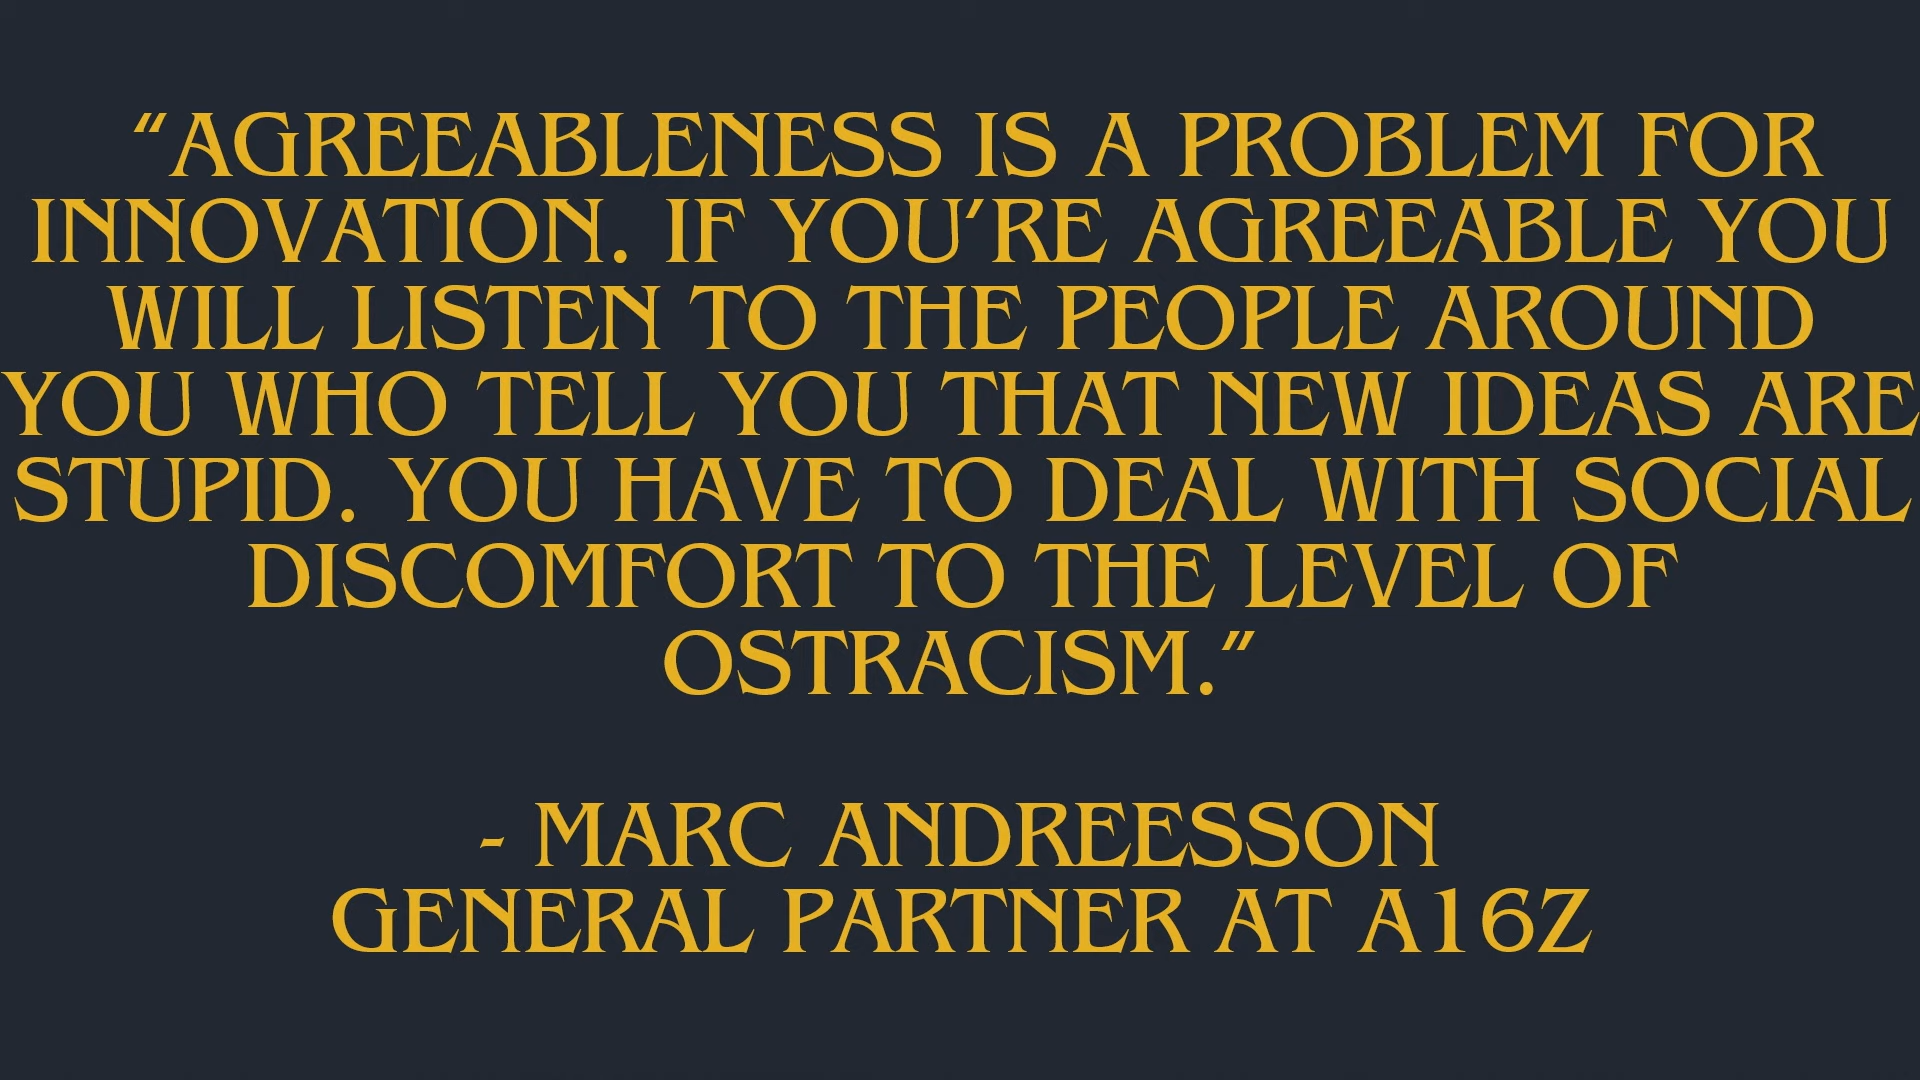 “AGREEABLENESS IS A PROBLEM FOR
INNOVATION. IF YOU’RE AGREEABLE YOU
WILL LISTEN TO THE PEOPLE AROUND
YOU WHO TELL YOU THAT NEW IDEAS ARE
STUPID. YOU HAVE TO DEAL WITH SOCIAL
DISCOMFORT TO THE LEVEL OF
OSTRACISM.”
- MARC ANDREESSON
GENERAL PARTNER AT A16Z